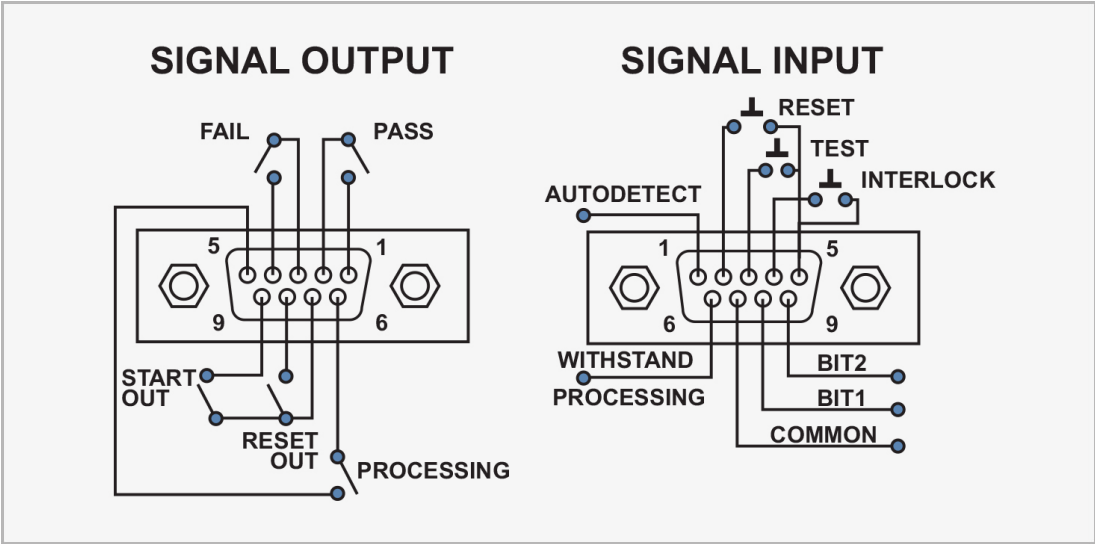 SIGNAL OUTPUT
FAIL
PASS
5
1
9
6
START
OUT
RESET
OUT
PROCESSING
SIGNAL INPUT
RESET
TEST
INTERLOCK
AUTODETECT
1
5
6
9
WITHSTAND
PROCESSING
BIT2
BIT1
COMMON